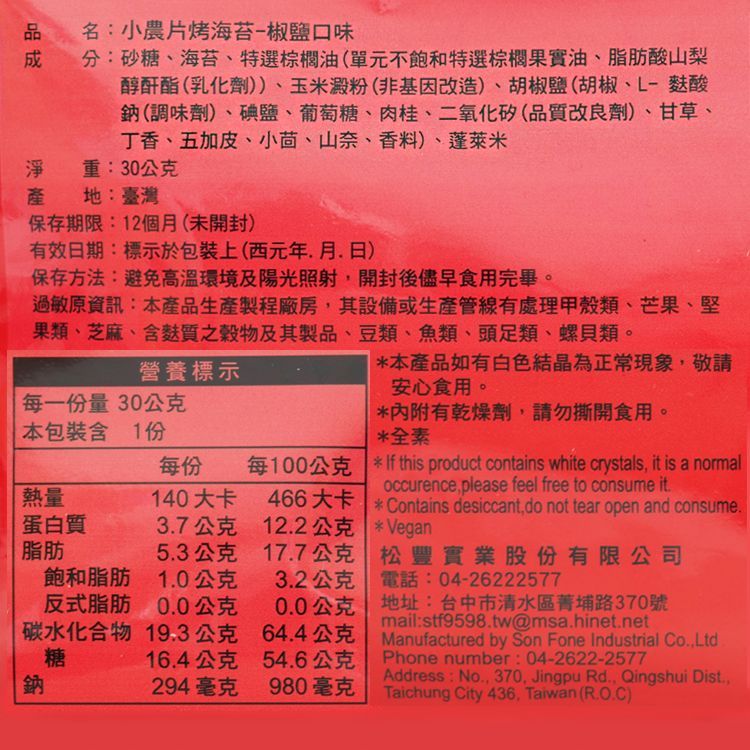 品　　名：小農片烤海苔-椒鹽口味
成　　分：砂糖、海苔、特選棕櫚油(單元不飽和特選棕櫚果實油、脂肪酸山梨
醇酐酯(乳化劑))、玉米澱粉(非基因改造)、胡椒鹽(胡椒、L- 麩酸
鈉(調味劑)、碘鹽、葡萄糖、肉桂、二氧化矽(品質改良劑)、甘草、
丁香、五加皮、小茴、山奈、香料)、蓬萊米
淨　　重：30公克
產　　地：臺灣
保存期限：12個月(未開封)
有效日期：標示於包裝上(西元年.月.日)
保存方法：避免高溫環境及陽光照射，開封後儘早食用完畢。
過敏原資訊：本產品生產製程廠房，其設備或生產管線有處理甲殼類、芒果、堅
果類、芝麻、含麩質之穀物及其製品、豆類、魚類、頭足類、螺貝類。
營養標示
每一份量 30公克
本包裝含　1份
每份　每100公克
熱量　140 大卡　466 大卡
蛋白質　3.7 公克　12.2 公克
脂肪　5.3 公克　17.7 公克
飽和脂肪　1.0 公克　3.2 公克
反式脂肪　0.0 公克　0.0 公克
碳水化合物　19.3 公克　64.4 公克
糖　16.4 公克　54.6 公克
鈉　294 毫克　980 毫克
*本產品如有白色結晶為正常現象，敬請
安心食用。
*內附有乾燥劑，請勿撕開食用。
*全素
*If this product contains white crystals, it is a normal
occurence,please feel free to consume it.
*Contains desiccant,do not tear open and consume.
*Vegan
松豐實業股份有限公司
電話：04-26222577
地址：台中市清水區菁埔路370號
mail:stf9598.tw@msa.hinet.net
Manufactured by Son Fone Industrial Co.,Ltd.
Phone number：04-2622-2577
Address：No., 370, Jingpu Rd., Qingshui Dist.,
Taichung City 436, Taiwan(R.O.C)